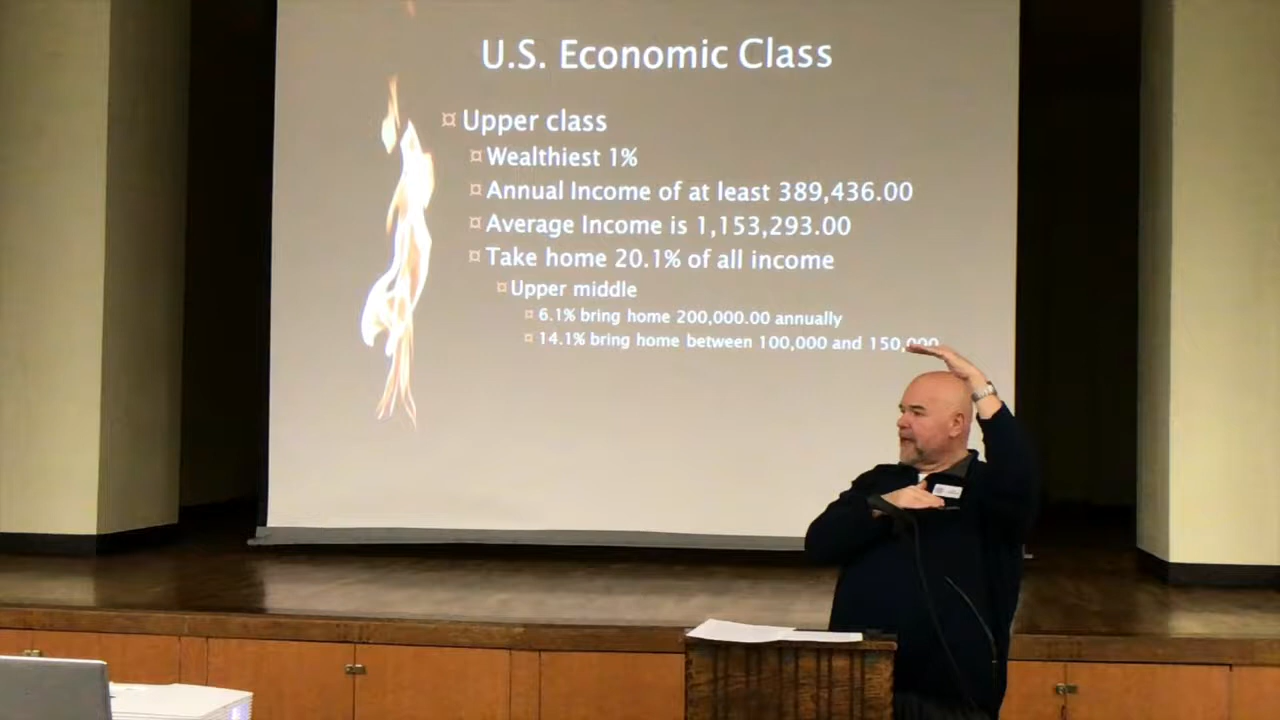 U.S. Economic Class
¤ Upper class
¤ Wealthiest 1%
¤ Annual Income of at least 389,436.00
¤ Average Income is 1,153,293.00
¤ Take home 20.1% of all income
¤ Upper middle
¤ 6.1% bring home 200,000.00 annually
¤ 14.1% bring home between 100,000 and 150,000